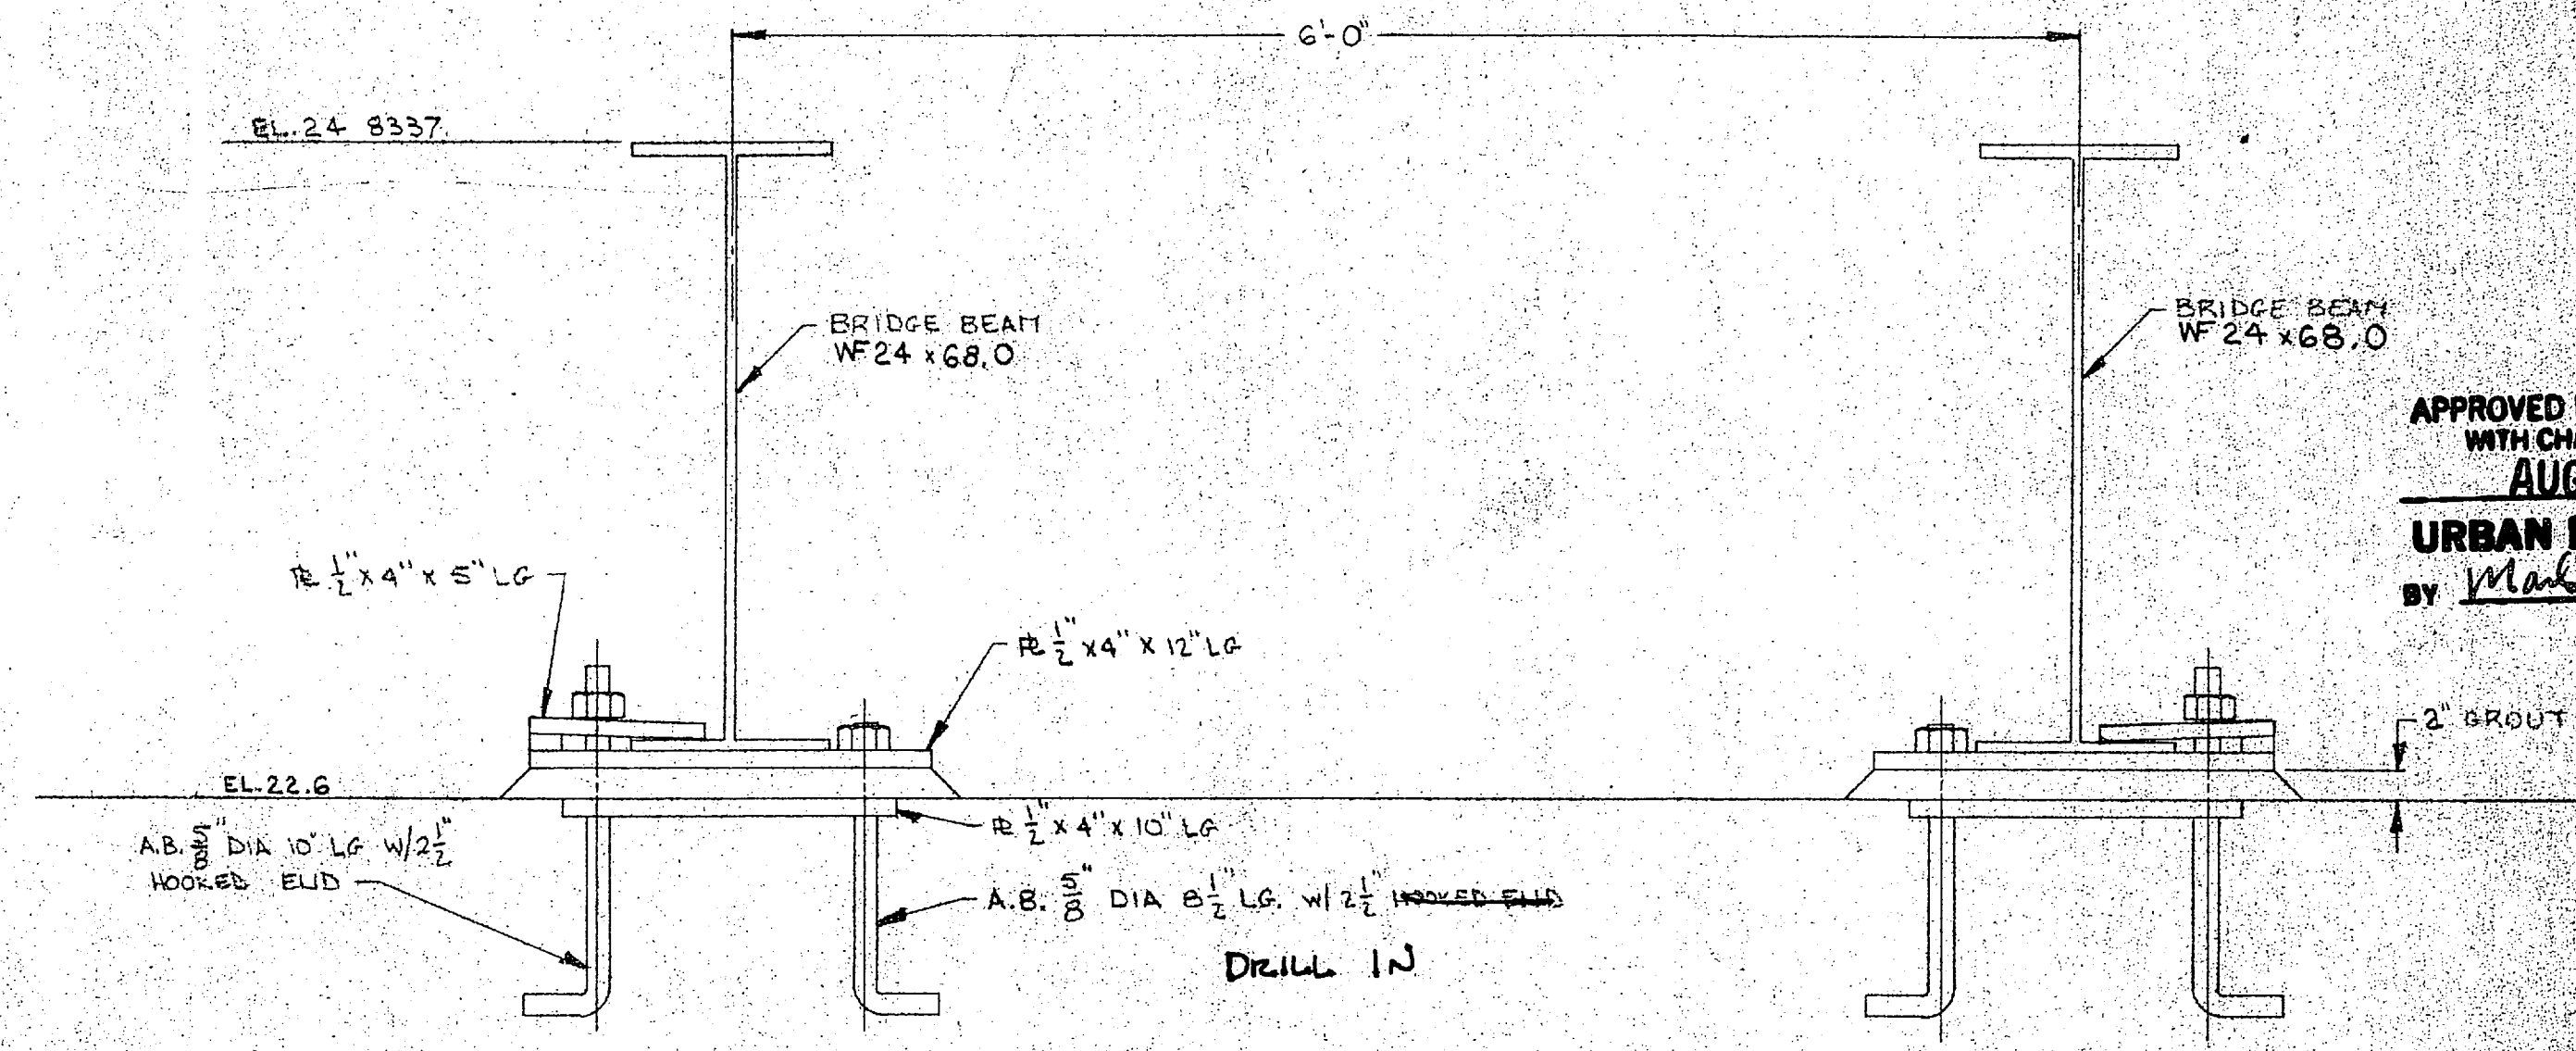 6'-0"
EL. 24 8337
BRIDGE BEAM
WF 24 x 68.0
BRIDGE BEAM
WF 24 x 68.0
APPROVED
WITH CH
AUG
URBAN
BY Mark
PL 1/2" x 4" x 5" LG
PL 1/2" x 4" x 12" LG
2" GROUT
EL. 22.6
PL 1/2" x 4" x 10" LG
A.B. 5/8" DIA 10" LG W/2 1/2"
HOOKED END
A.B. 5/8" DIA 8 1/2" LG. W/ 2 1/2" HOOKED END
DRILL IN